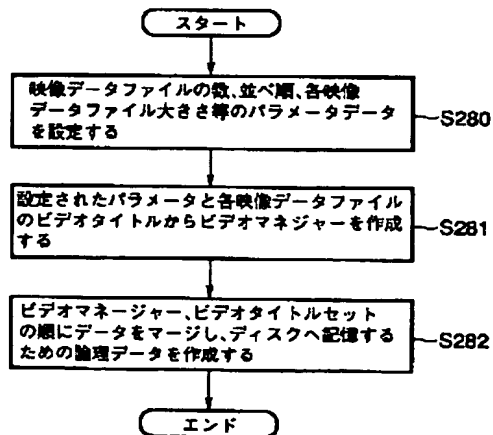 スタート
映像データファイルの数、並べ順、各映像
データファイル大きさ等のパラメータデータ
を設定する
S280
設定されたパラメータと各映像データファイル
のビデオタイトルからビデオマネジャーを作成
する
S281
ビデオマネージャー、ビデオタイトルセット
の順にデータをマージし、ディスクへ記憶する
ための論理データを作成する
S282
エンド